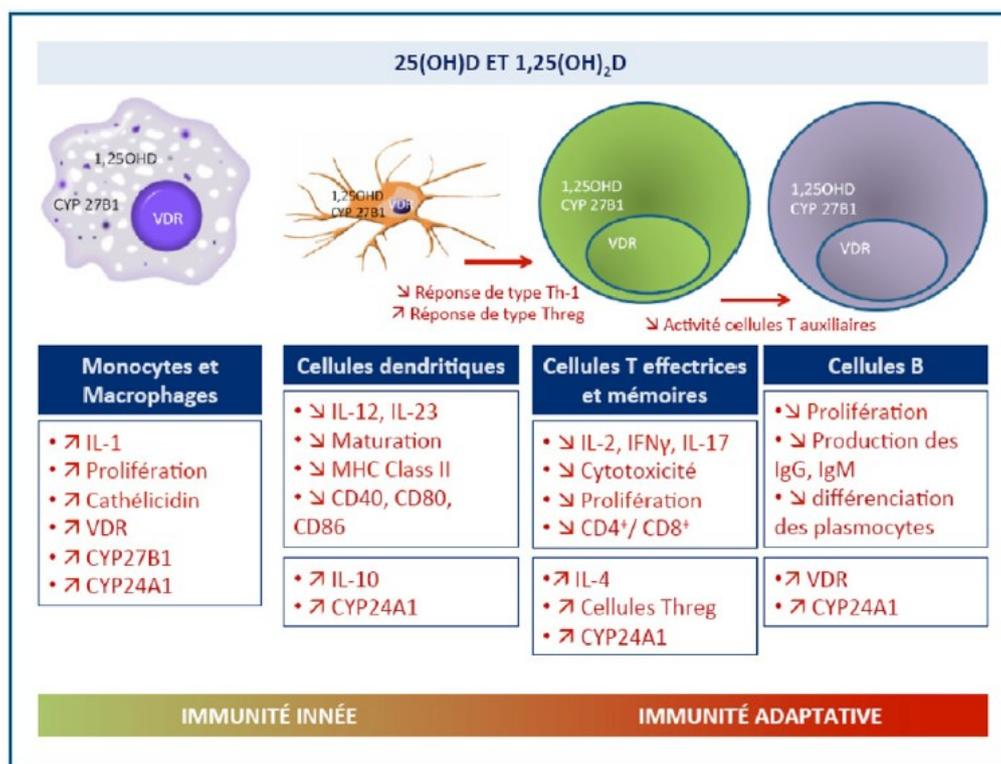 25(OH)D ET 1,25(OH)₂D
1,25OHD
CYP 27B1
VDR
1,25OHD
CYP 27B1
VDR
1,25OHD
CYP 27B1
VDR
1,25OHD
CYP 27B1
VDR
↘ Réponse de type Th-1
↗ Réponse de type Threg
↘ Activité cellules T auxiliaires
Monocytes et
Macrophages
• ↗ IL-1
• ↗ Prolifération
• ↗ Cathélicidin
• ↗ VDR
• ↗ CYP27B1
• ↗ CYP24A1
Cellules dendritiques
• ↘ IL-12, IL-23
• ↘ Maturation
• ↘ MHC Class II
• ↘ CD40, CD80,
CD86
• ↗ IL-10
• ↗ CYP24A1
Cellules T effectrices
et mémoires
• ↘ IL-2, IFNγ, IL-17
• ↘ Cytotoxicité
• ↘ Prolifération
• ↘ CD4⁺/ CD8⁺
• ↗ IL-4
• ↗ Cellules Threg
• ↗ CYP24A1
Cellules B
• ↘ Prolifération
• ↘ Production des
IgG, IgM
• ↘ différenciation
des plasmocytes
• ↗ VDR
• ↗ CYP24A1
IMMUNITÉ INNÉE
IMMUNITÉ ADAPTATIVE